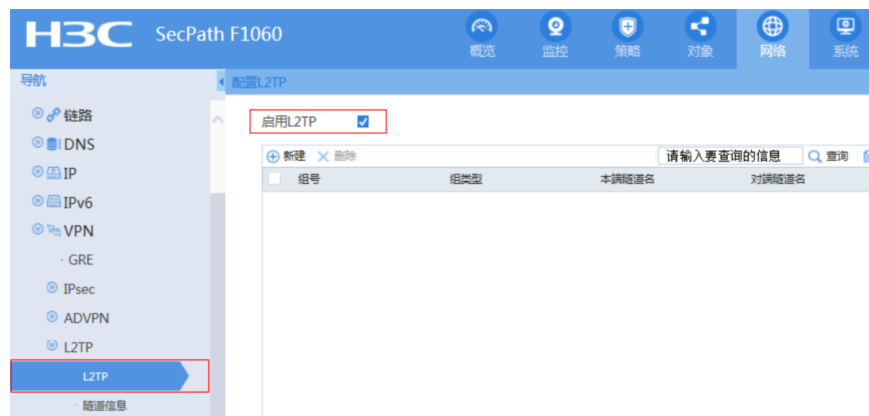 H3C SecPath F1060
概览 监控 策略 对象 网络 系统
导航
配置L2TP
链路
DNS
IP
IPv6
VPN
GRE
IPsec
ADVPN
L2TP
L2TP
隧道信息
启用L2TP
新建 删除 请输入要查询的信息 查询
组号 组类型 本端隧道名 对端隧道名